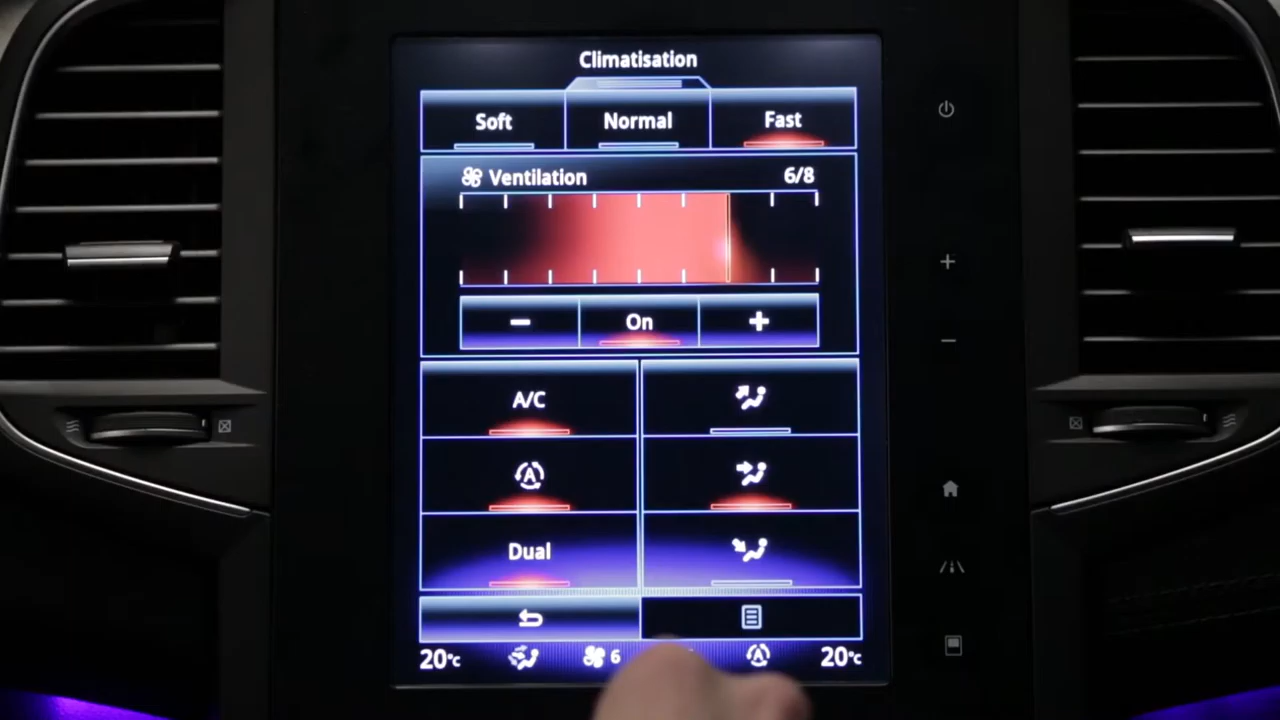 Climatisation
Soft Normal Fast
Ventilation 6/8
− On +
A/C
A
Dual
20°C 6 A 20°C